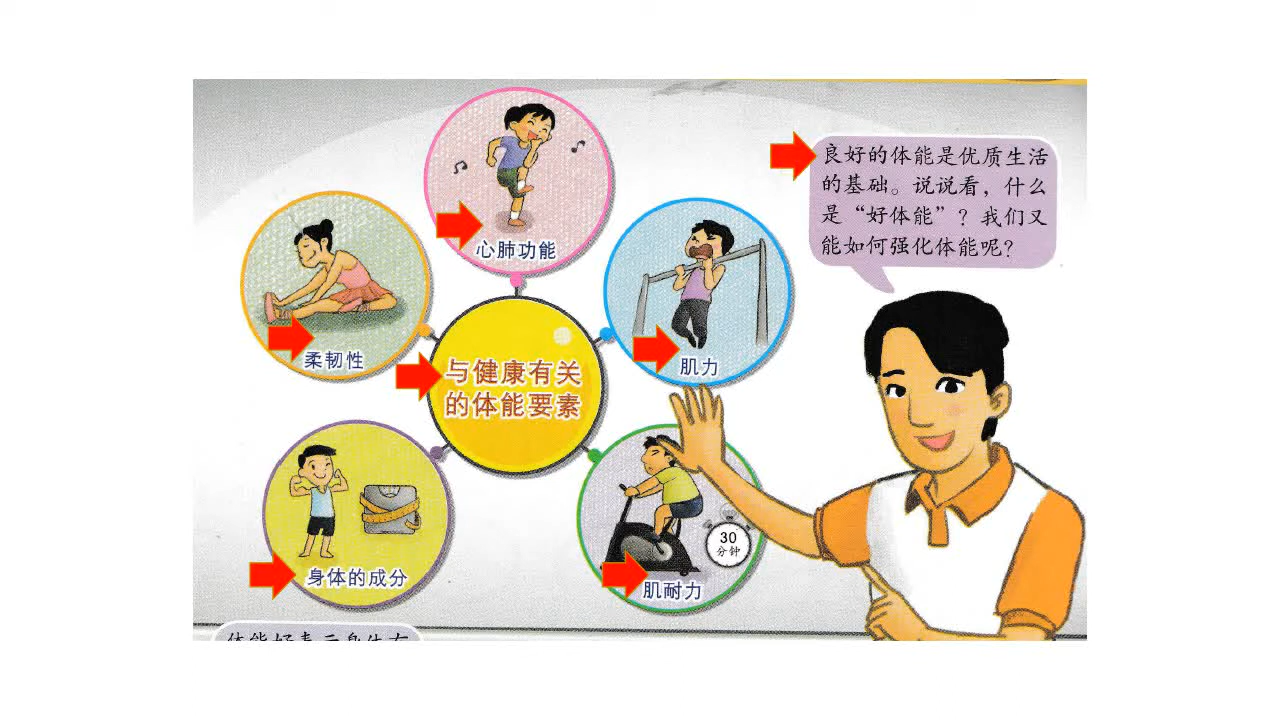 良好的体能是优质生活
的基础。说说看，什么
是“好体能”？我们又
能如何强化体能呢？
心肺功能
柔韧性
肌力
与健康有关
的体能要素
身体的成分
肌耐力
30
分钟